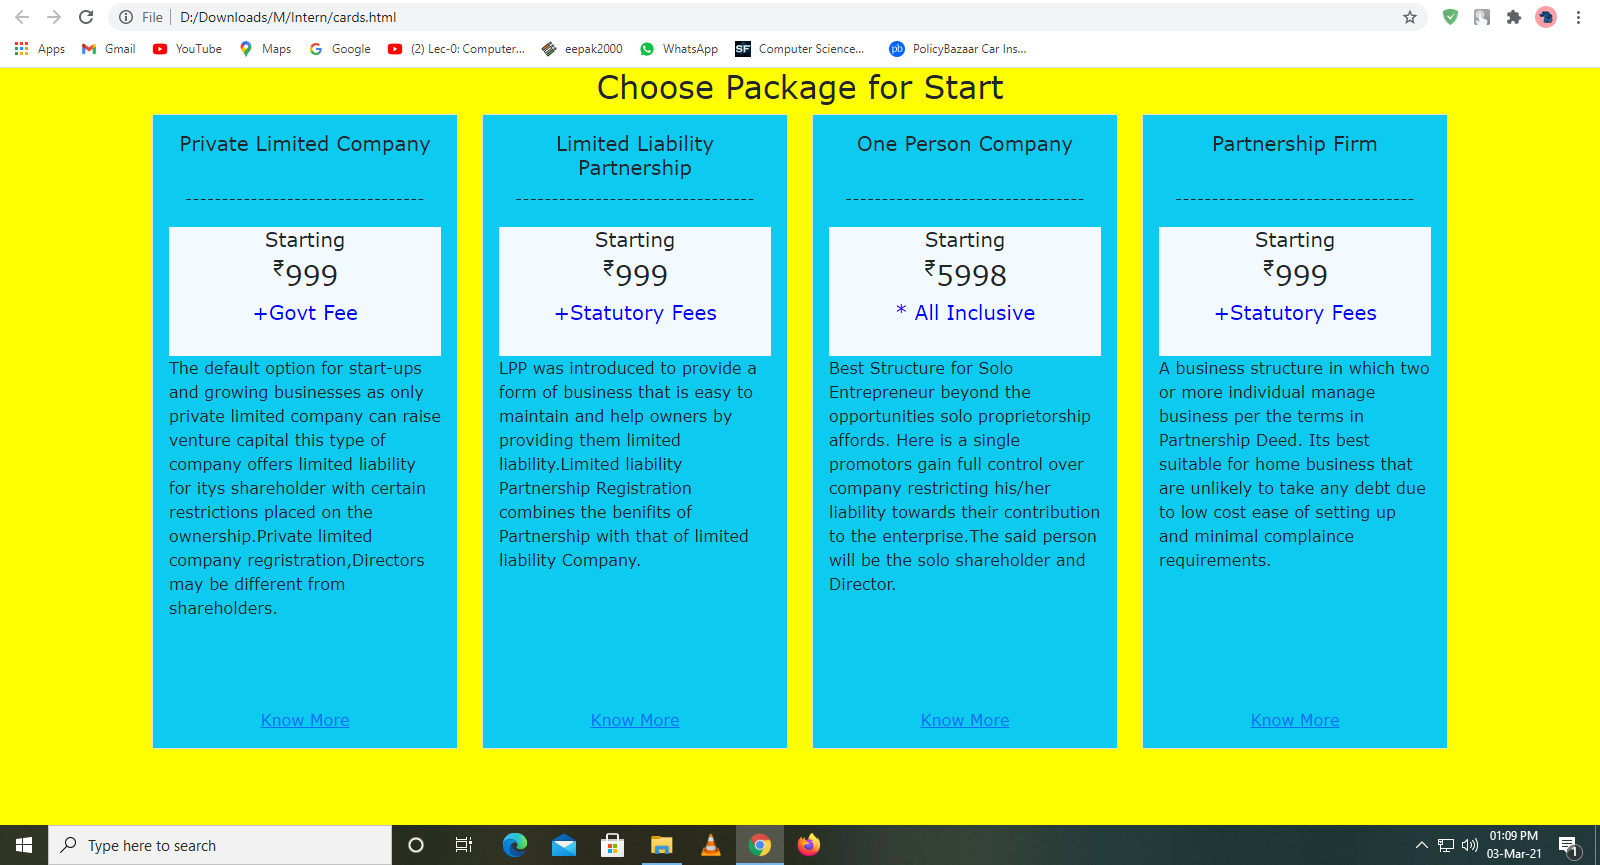 File | D:/Downloads/M/Intern/cards.html
Apps Gmail YouTube Maps Google (2) Lec-0: Computer... eepak2000 WhatsApp SF Computer Science... pb PolicyBazaar Car Ins...
Choose Package for Start
Private Limited Company
---------------------------------
Starting
₹999
+Govt Fee
The default option for start-ups
and growing businesses as only
private limited company can raise
venture capital this type of
company offers limited liability
for itys shareholder with certain
restrictions placed on the
ownership.Private limited
company regristration,Directors
may be different from
shareholders.
Know More
Limited Liability
Partnership
---------------------------------
Starting
₹999
+Statutory Fees
LPP was introduced to provide a
form of business that is easy to
maintain and help owners by
providing them limited
liability.Limited liability
Partnership Registration
combines the benifits of
Partnership with that of limited
liability Company.
Know More
One Person Company
---------------------------------
Starting
₹5998
* All Inclusive
Best Structure for Solo
Entrepreneur beyond the
opportunities solo proprietorship
affords. Here is a single
promotors gain full control over
company restricting his/her
liability towards their contribution
to the enterprise.The said person
will be the solo shareholder and
Director.
Know More
Partnership Firm
---------------------------------
Starting
₹999
+Statutory Fees
A business structure in which two
or more individual manage
business per the terms in
Partnership Deed. Its best
suitable for home business that
are unlikely to take any debt due
to low cost ease of setting up
and minimal complaince
requirements.
Know More
Type here to search
01:09 PM
03-Mar-21
1